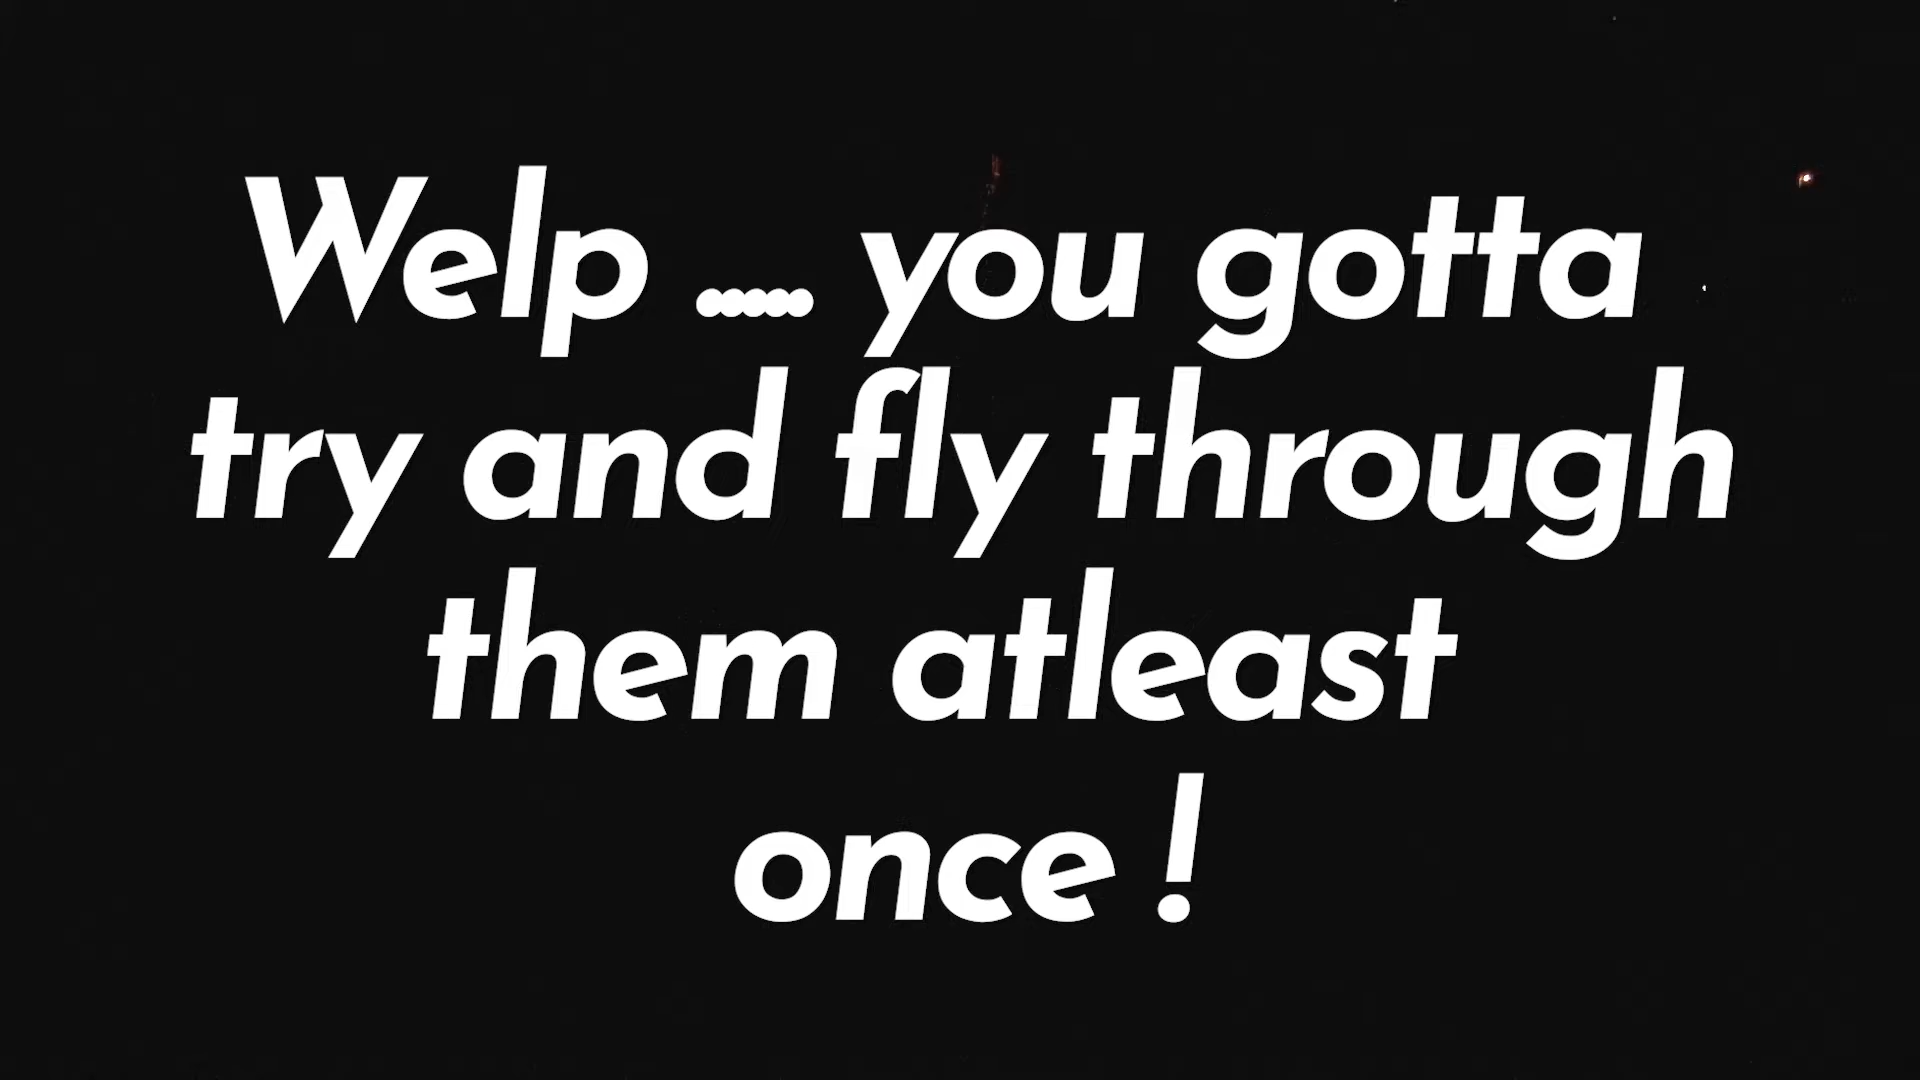 Welp ..... you gotta
try and fly through
them atleast
once !